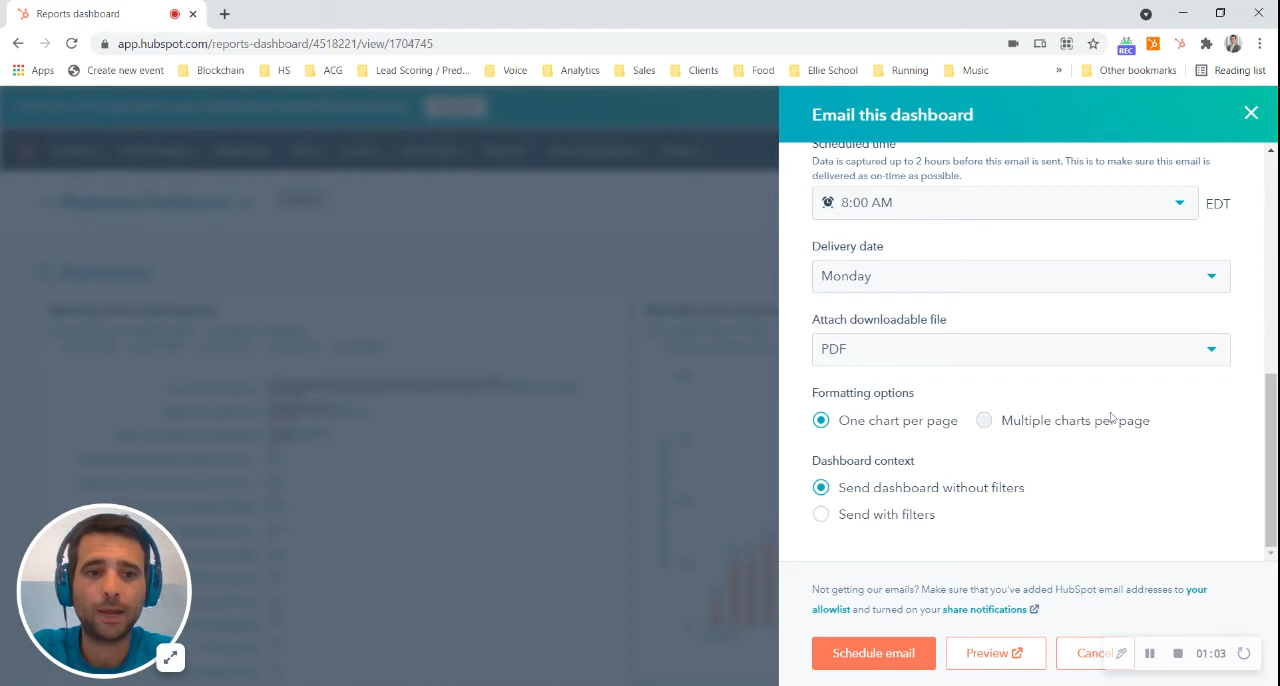 Reports dashboard
app.hubspot.com/reports-dashboard/4518221/view/1704745
REC
Apps Create new event Blockchain HS ACG Lead Scoring / Pred... Voice Analytics Sales Clients Food Ellie School Running Music » Other bookmarks Reading list
Email this dashboard
Scheduled time
Data is captured up to 2 hours before this email is sent. This is to make sure this email is
delivered as on-time as possible.
8:00 AM EDT
Delivery date
Monday
Attach downloadable file
PDF
Formatting options
One chart per page Multiple charts per page
Dashboard context
Send dashboard without filters
Send with filters
Not getting our emails? Make sure that you've added HubSpot email addresses to your
allowlist and turned on your share notifications
Schedule email Preview Cancel 01:03